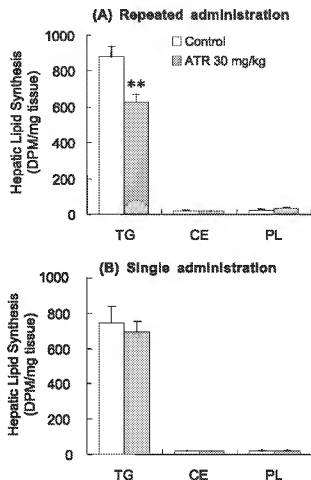 (A) Repeated administration
Control
ATR 30 mg/kg
**
Hepatic Lipid Synthesis
(DPM/mg tissue)
1000
800
600
400
200
0
TG CE PL
(B) Single administration
Hepatic Lipid Synthesis
(DPM/mg tissue)
1000
800
600
400
200
0
TG CE PL